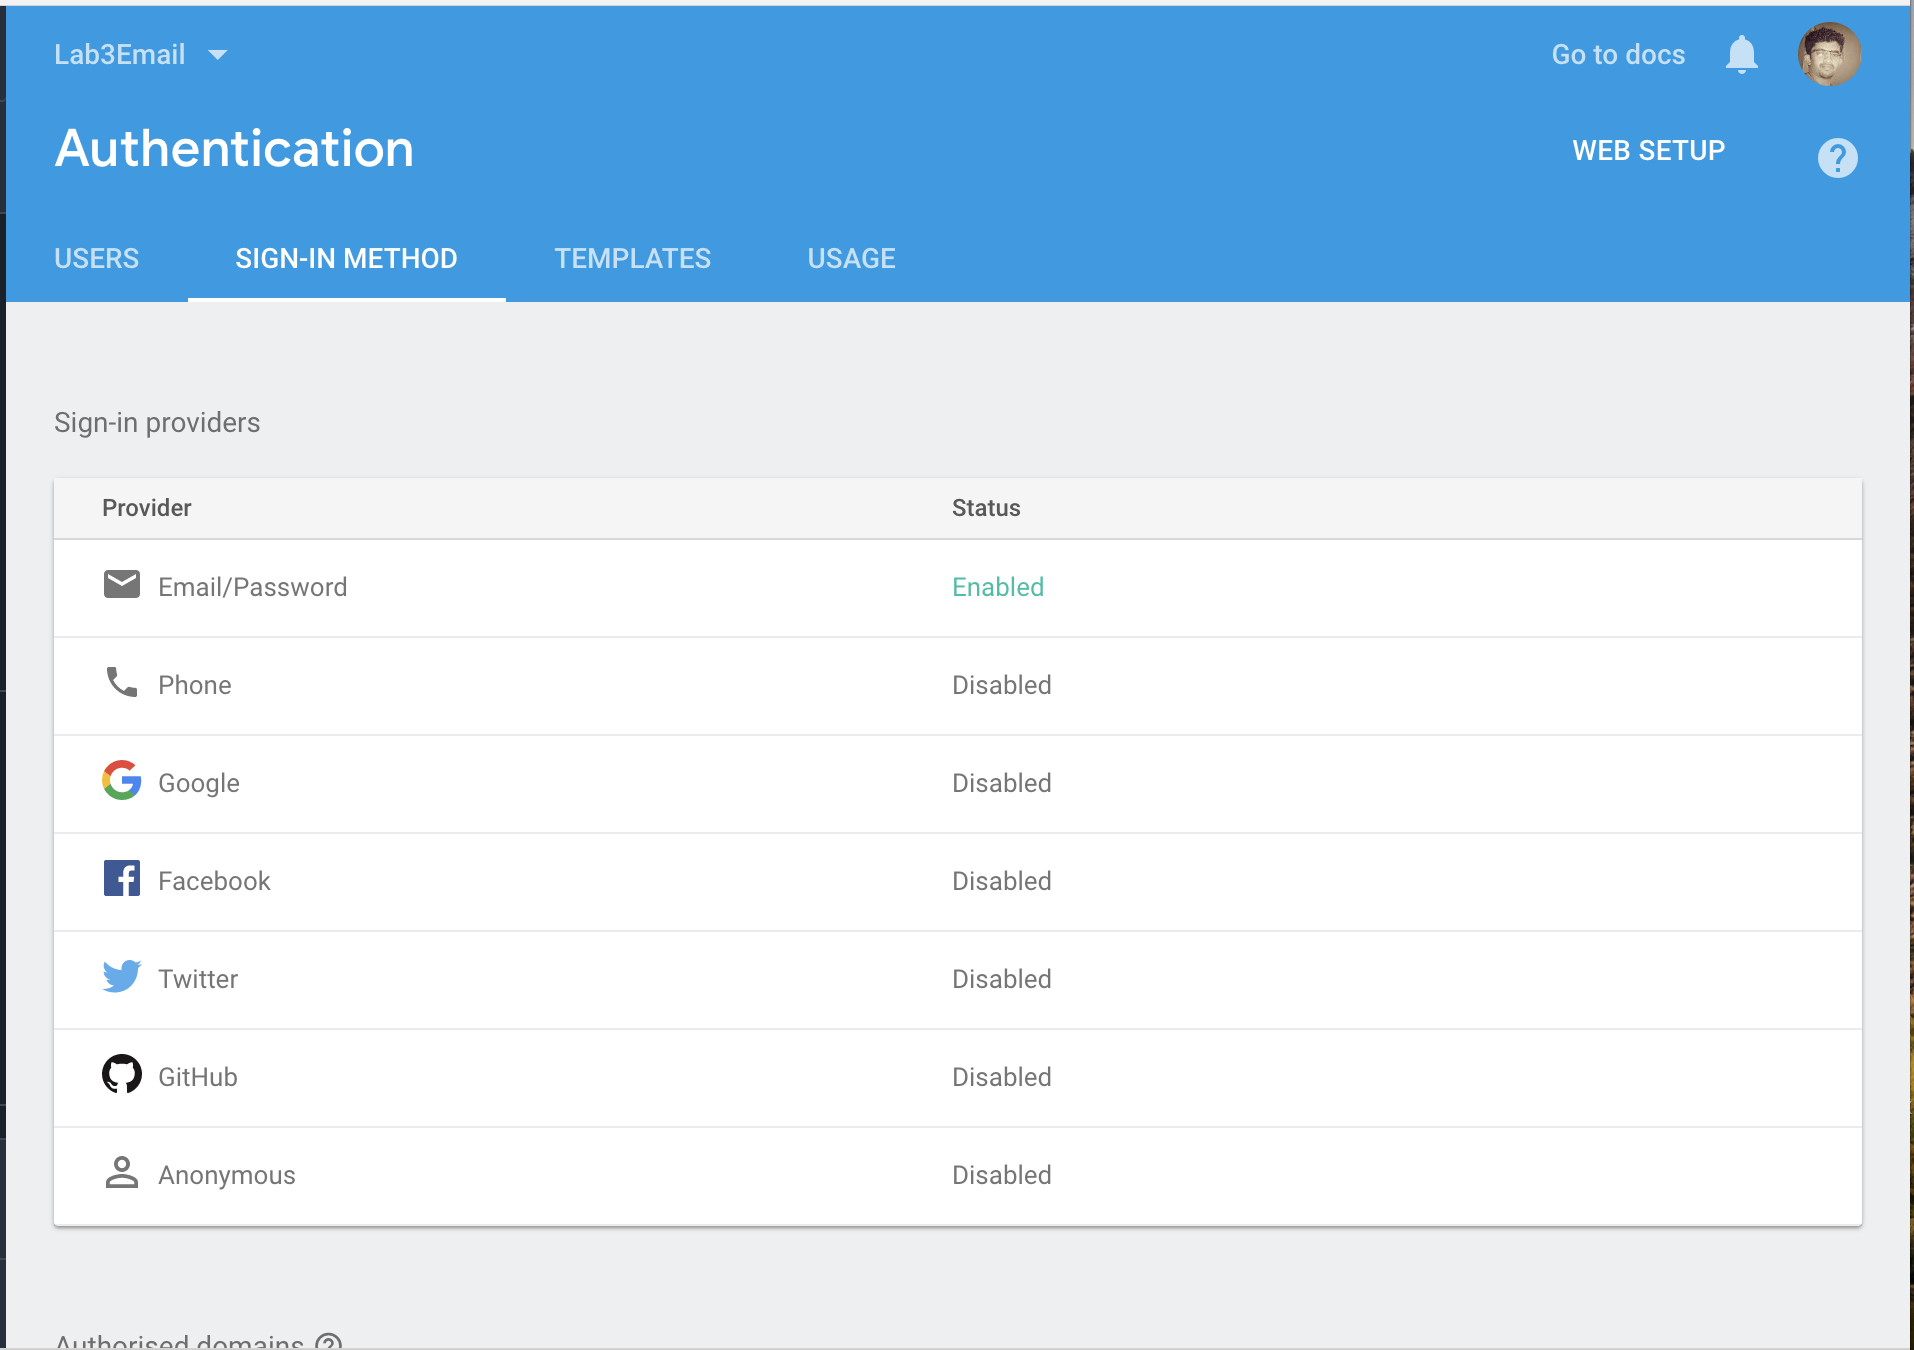 Lab3Email
Go to docs
Authentication
WEB SETUP
USERS SIGN-IN METHOD TEMPLATES USAGE
Sign-in providers
Provider Status
Email/Password Enabled
Phone Disabled
Google Disabled
Facebook Disabled
Twitter Disabled
GitHub Disabled
Anonymous Disabled
Authorised domains